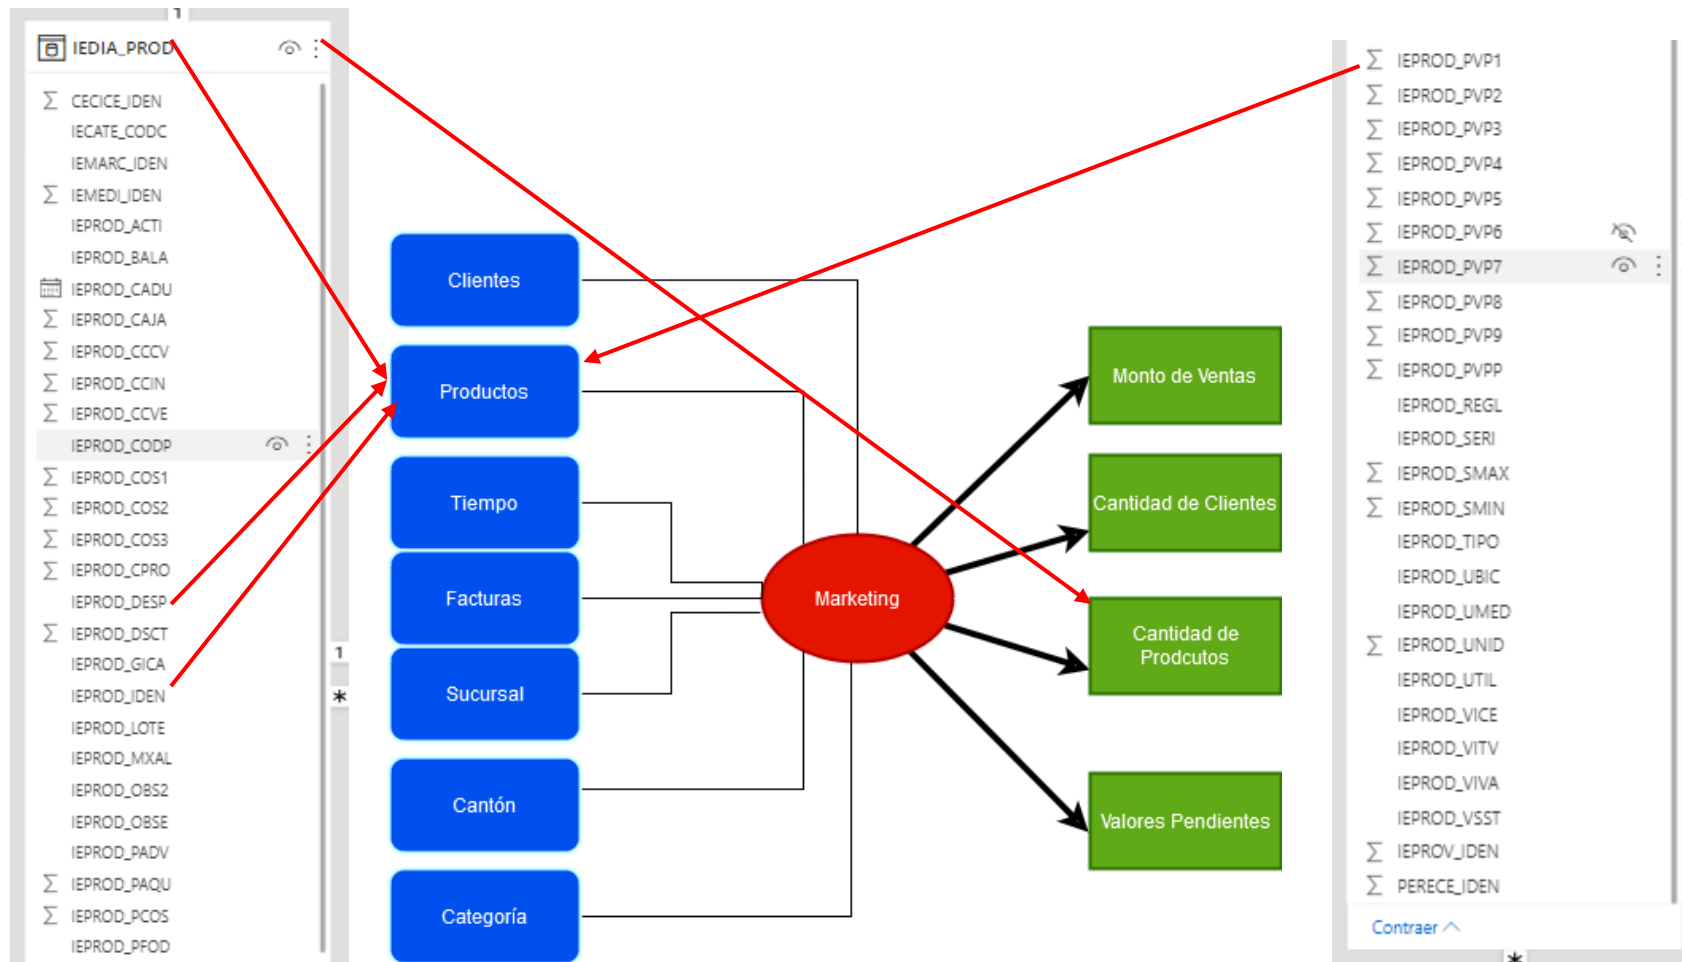 1
IEDIA_PROD
CECICE_IDEN
IECATE_CODC
IEMARC_IDEN
IEMEDI_IDEN
IEPROD_ACTI
IEPROD_BALA
IEPROD_CADU
IEPROD_CAJA
IEPROD_CCCV
IEPROD_CCIN
IEPROD_CCVE
IEPROD_CODP
IEPROD_COS1
IEPROD_COS2
IEPROD_COS3
IEPROD_CPRO
IEPROD_DESP
IEPROD_DSCT
IEPROD_GICA
IEPROD_IDEN
IEPROD_LOTE
IEPROD_MXAL
IEPROD_OBS2
IEPROD_OBSE
IEPROD_PADV
IEPROD_PAQU
IEPROD_PCOS
IEPROD_PFOD
1
*
Clientes
Productos
Tiempo
Facturas
Sucursal
Cantón
Categoría
Marketing
Monto de Ventas
Cantidad de Clientes
Cantidad de
Prodcutos
Valores Pendientes
IEPROD_PVP1
IEPROD_PVP2
IEPROD_PVP3
IEPROD_PVP4
IEPROD_PVP5
IEPROD_PVP6
IEPROD_PVP7
IEPROD_PVP8
IEPROD_PVP9
IEPROD_PVPP
IEPROD_REGL
IEPROD_SERI
IEPROD_SMAX
IEPROD_SMIN
IEPROD_TIPO
IEPROD_UBIC
IEPROD_UMED
IEPROD_UNID
IEPROD_UTIL
IEPROD_VICE
IEPROD_VITV
IEPROD_VIVA
IEPROD_VSST
IEPROV_IDEN
PERECE_IDEN
Contraer
*